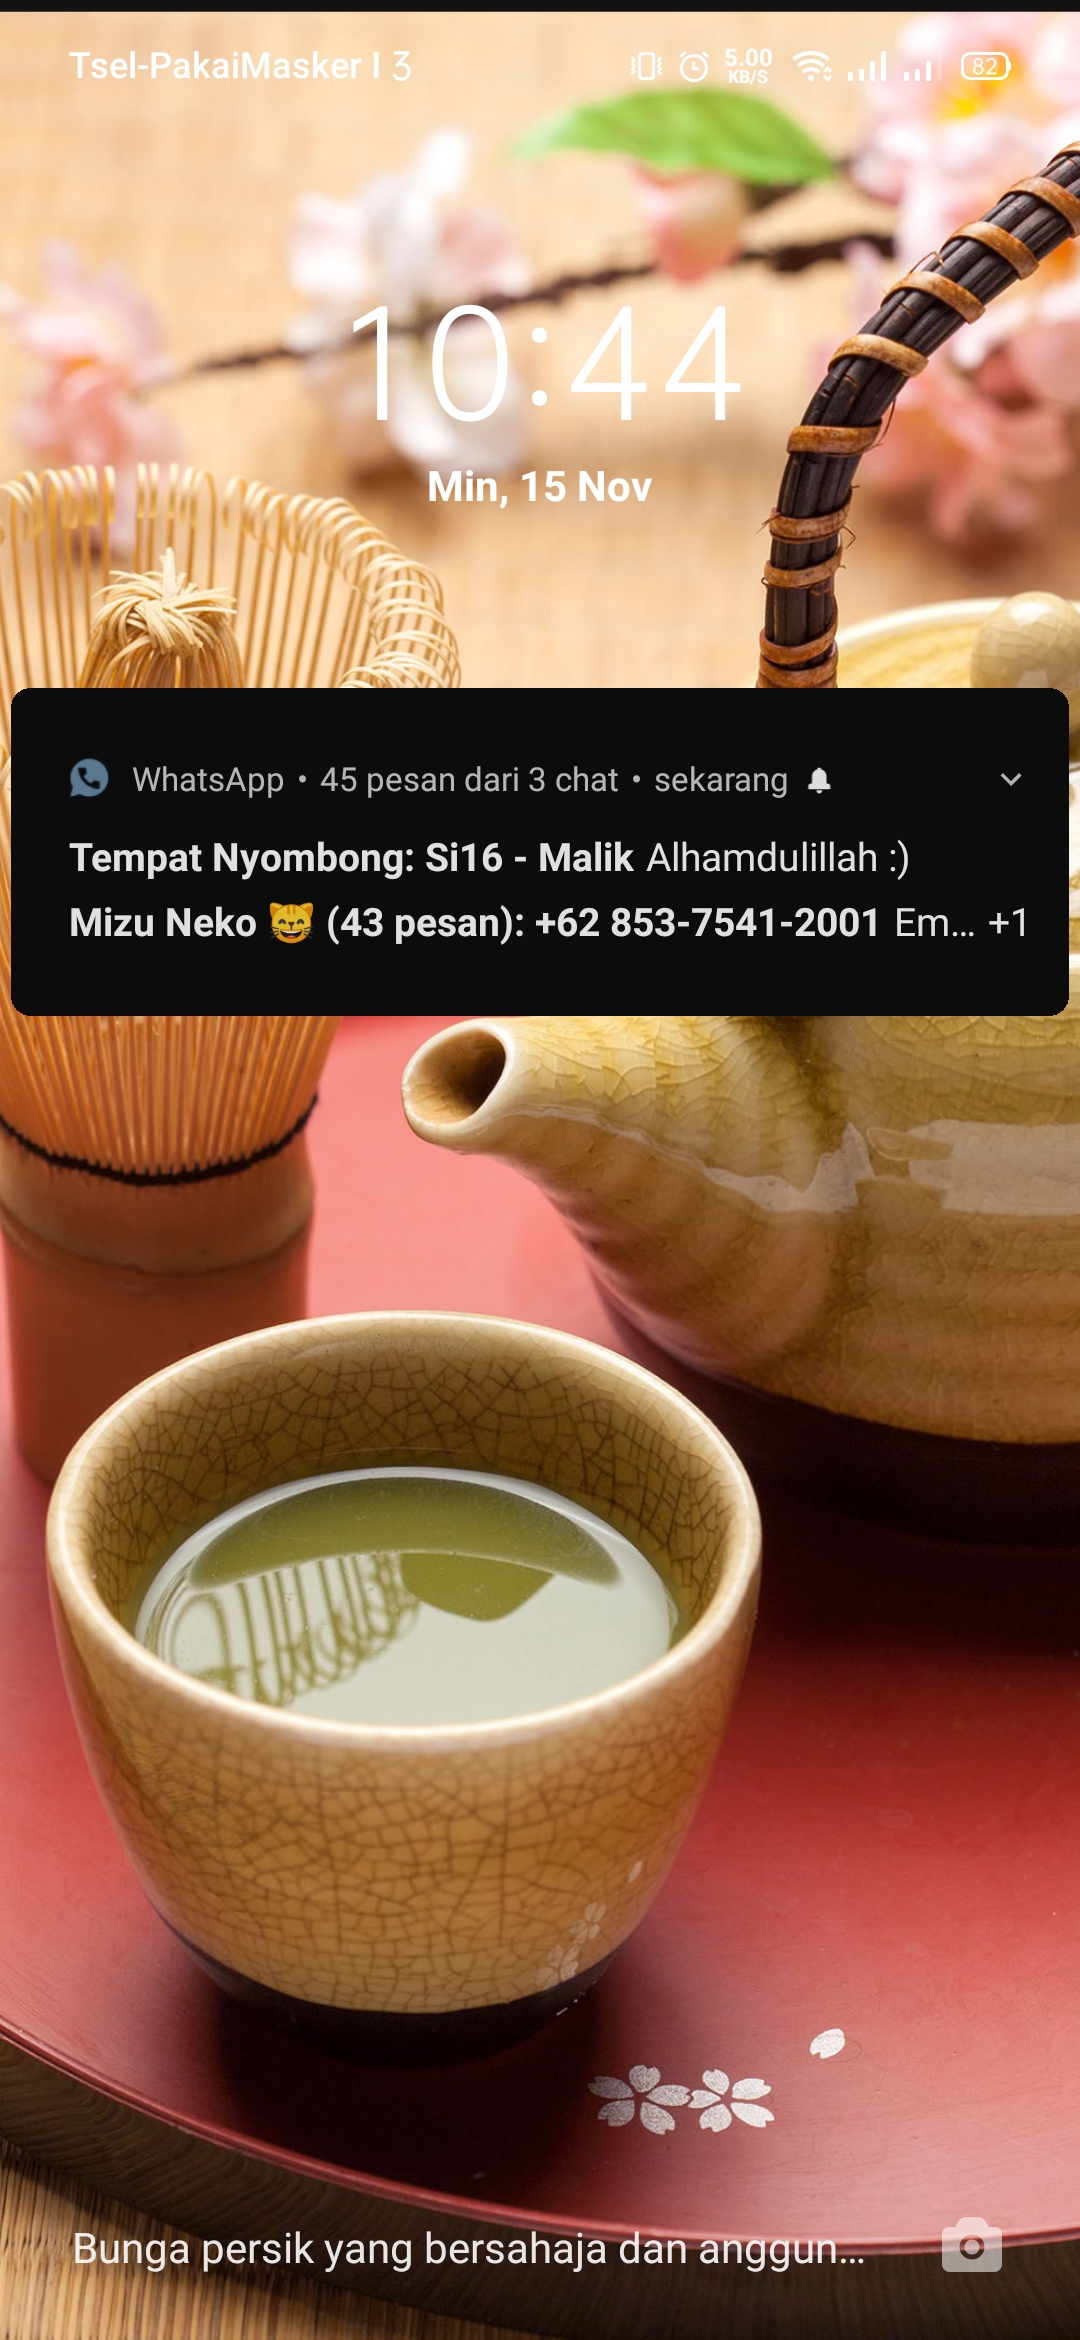 Tsel-PakaiMasker I 3
5.00
KB/S
82
10:44
Min, 15 Nov
WhatsApp • 45 pesan dari 3 chat • sekarang
Tempat Nyombong: Si16 - Malik Alhamdulillah :)
Mizu Neko 😸 (43 pesan): +62 853-7541-2001 Em… +1
Bunga persik yang bersahaja dan anggun…